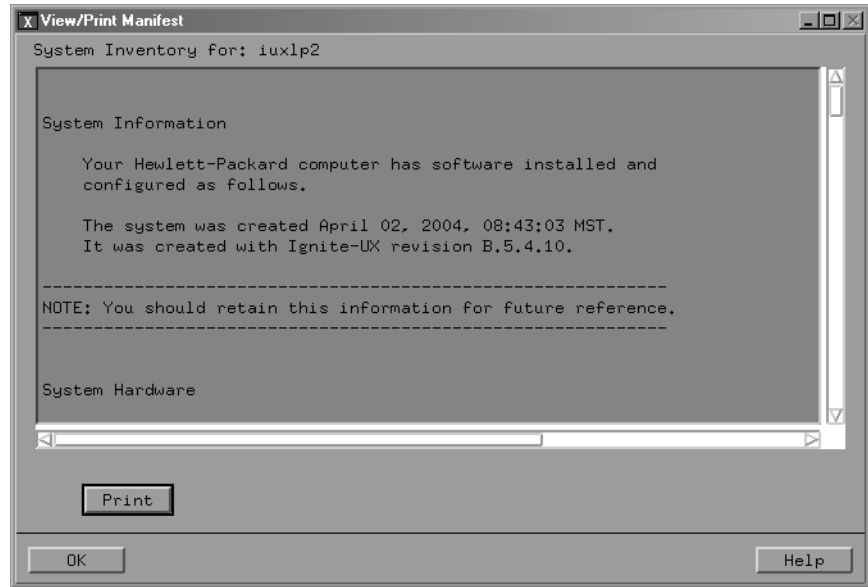 View/Print Manifest
System Inventory for: iuxlp2
System Information
Your Hewlett-Packard computer has software installed and
configured as follows.
The system was created April 02, 2004, 08:43:03 MST.
It was created with Ignite-UX revision B.5.4.10.
----------------------------------------------------------------
NOTE: You should retain this information for future reference.
----------------------------------------------------------------
System Hardware
Print
OK
Help